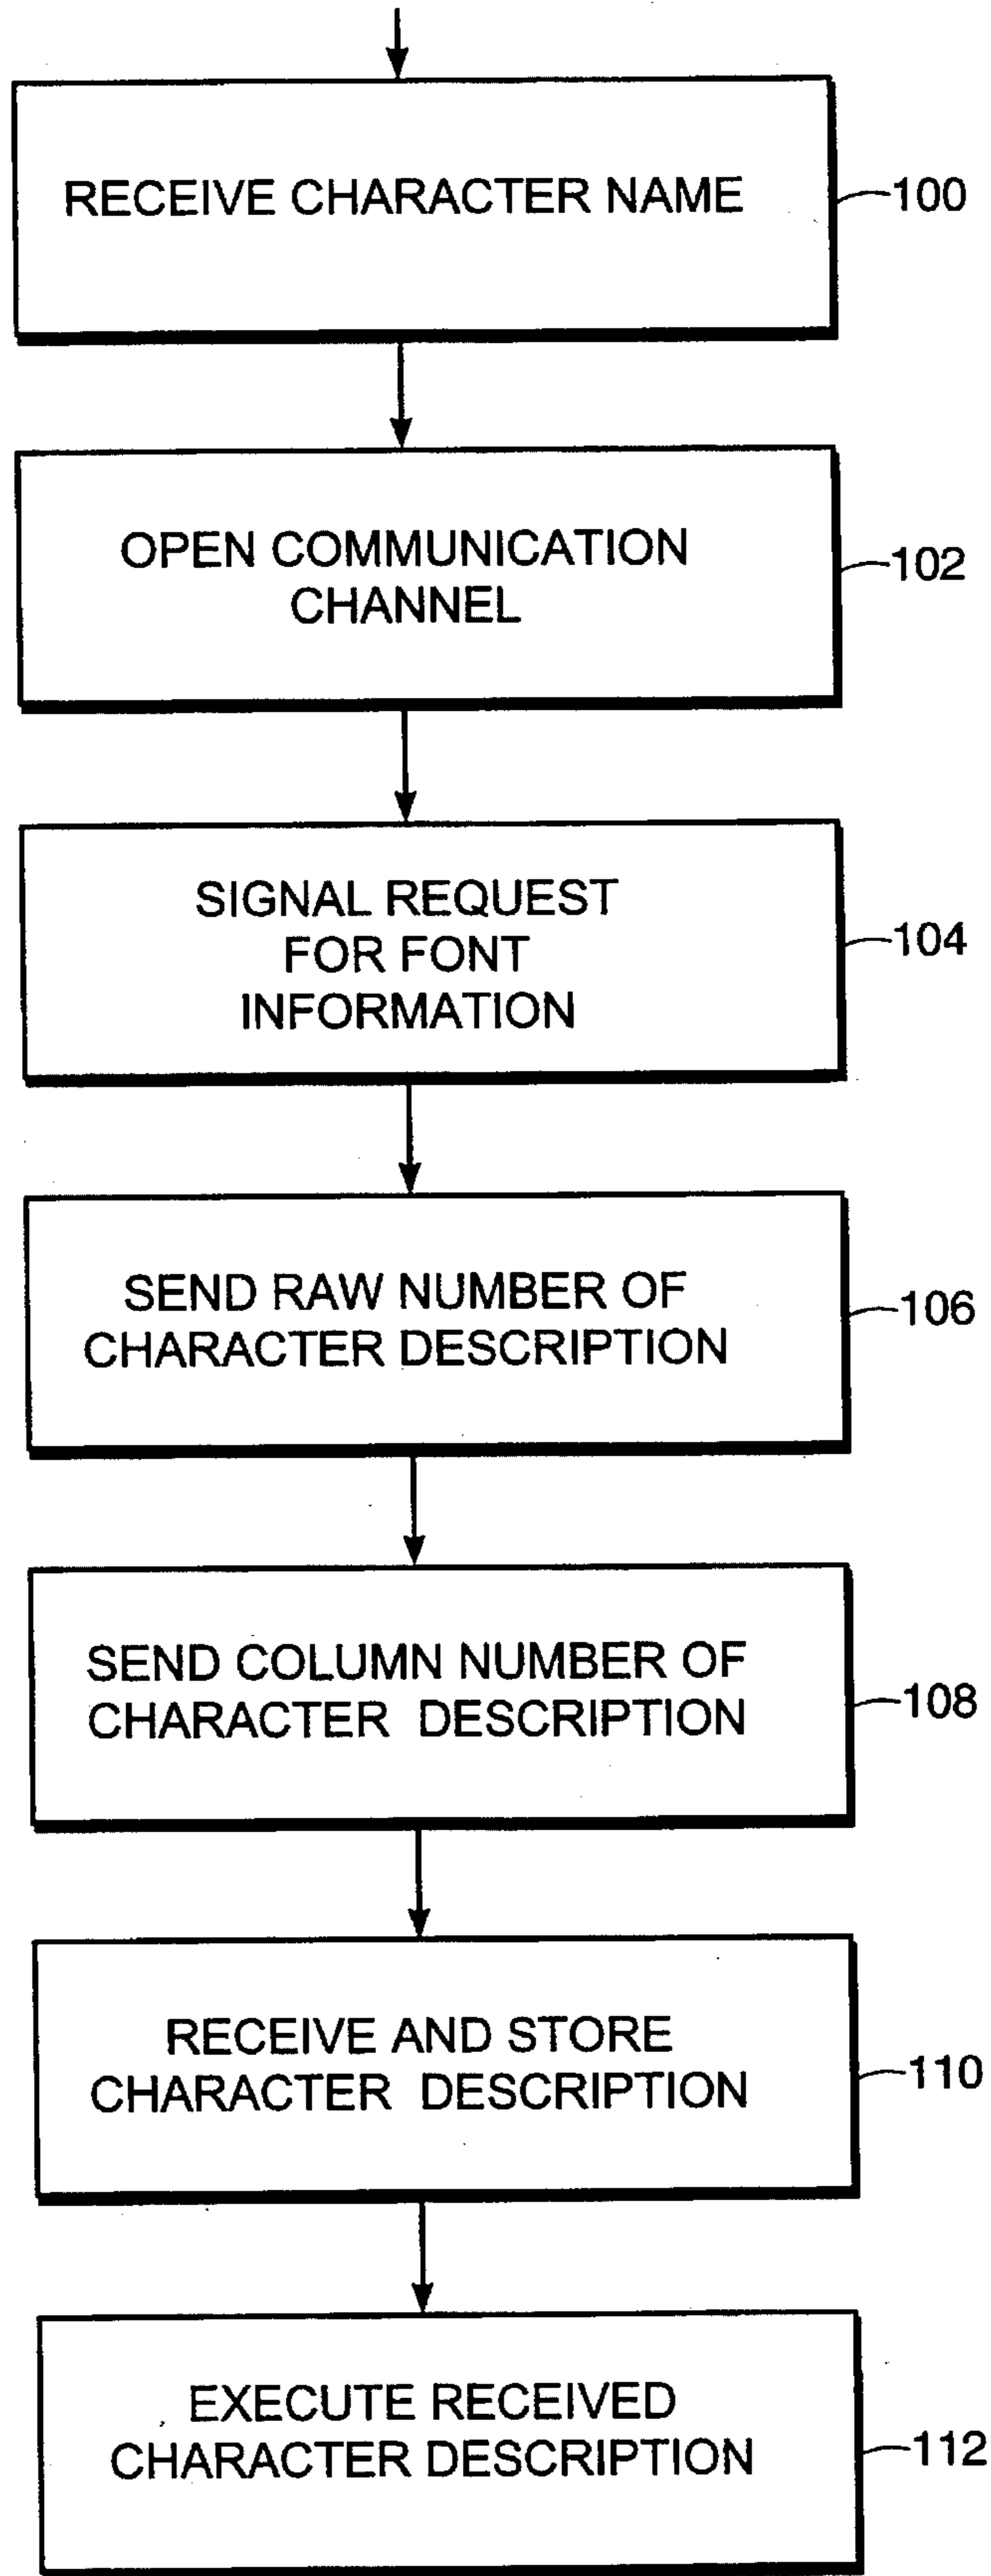 RECEIVE CHARACTER NAME
100
OPEN COMMUNICATION
CHANNEL
102
SIGNAL REQUEST
FOR FONT
INFORMATION
104
SEND RAW NUMBER OF
CHARACTER DESCRIPTION
106
SEND COLUMN NUMBER OF
CHARACTER DESCRIPTION
108
RECEIVE AND STORE
CHARACTER DESCRIPTION
110
EXECUTE RECEIVED
CHARACTER DESCRIPTION
112